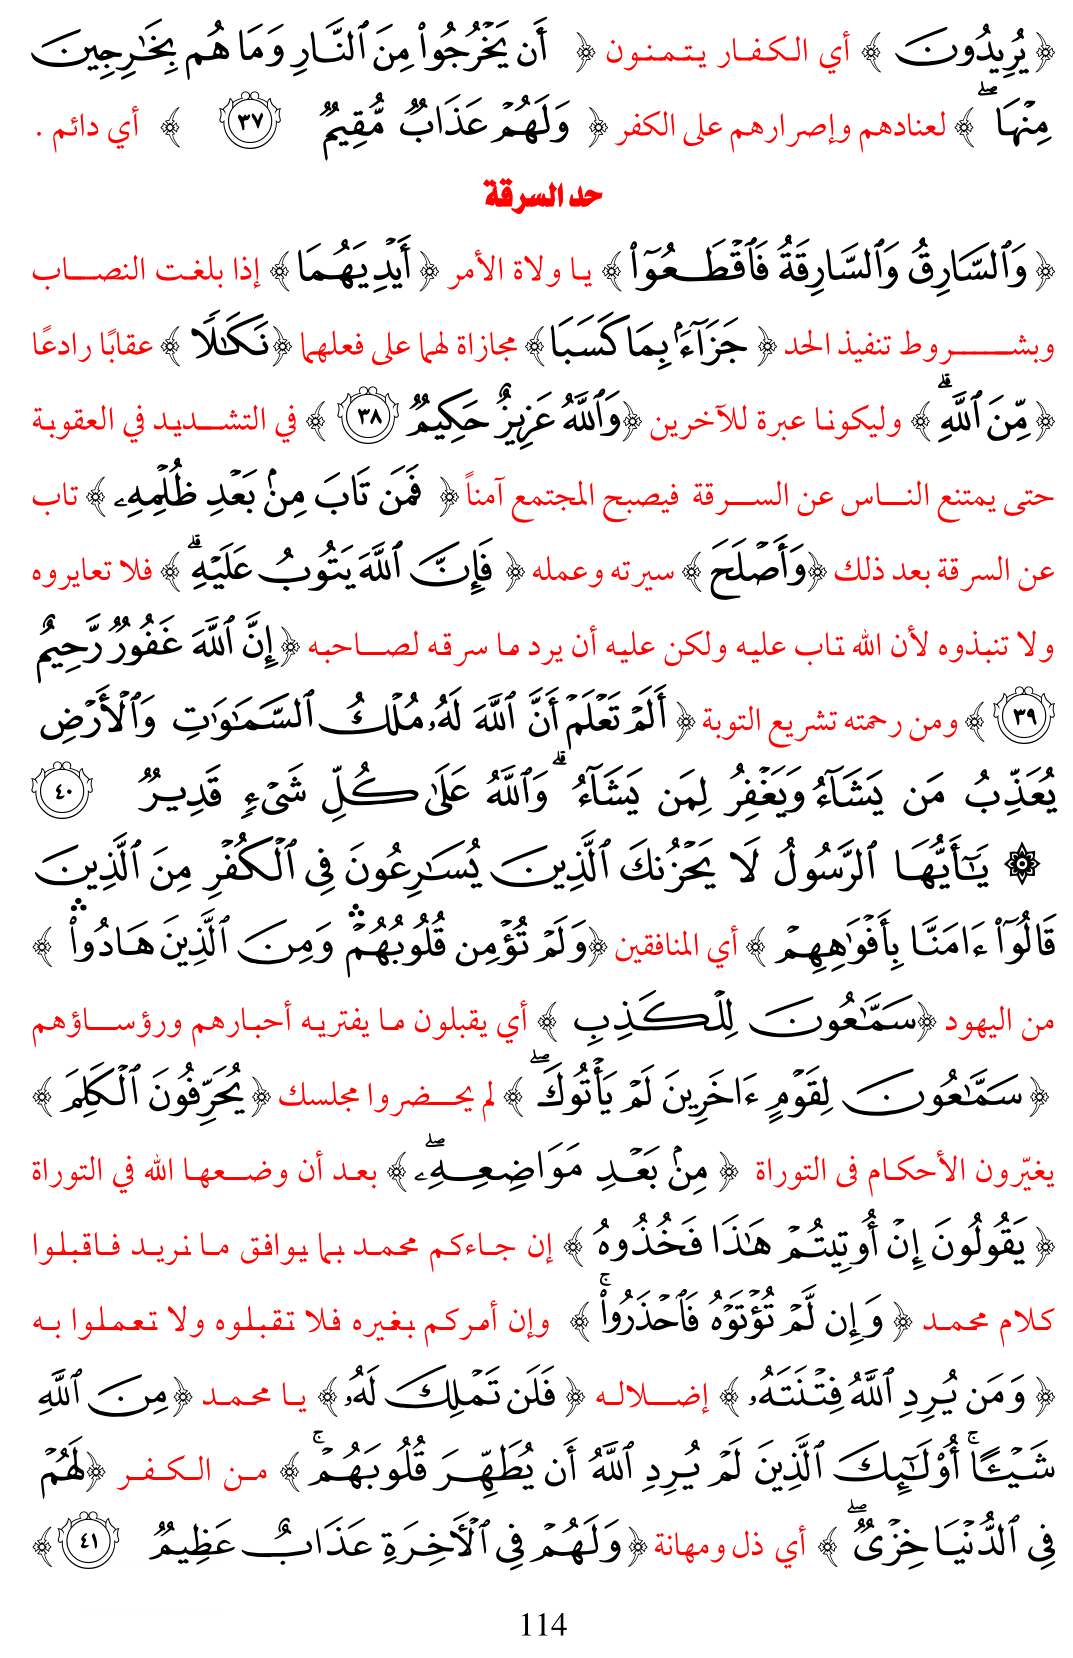 ﴿ يُرِيدُونَ ﴾ أي الكفار يتمنون ﴿ أَن يَخْرُجُوا۟ مِنَ ٱلنَّارِ وَمَا هُم بِخَٰرِجِينَ
مِنْهَا ۖ ﴾ لعنادهم وإصرارهم على الكفر ﴿ وَلَهُمْ عَذَابٌ مُّقِيمٌ ٣٧ ﴾ أي دائم .
حد السرقة
﴿ وَٱلسَّارِقُ وَٱلسَّارِقَةُ فَٱقْطَعُوٓا۟ ﴾ يا ولاة الأمر ﴿ أَيْدِيَهُمَا ﴾ إذا بلغت النصاب
وبشروط تنفيذ الحد ﴿ جَزَآءًۢ بِمَا كَسَبَا ﴾ مجازاة لهما على فعلهما ﴿ نَكَٰلًا ﴾ عقابًا رادعًا
﴿ مِّنَ ٱللَّهِ ۗ ﴾ وليكونا عبرة للآخرين ﴿ وَٱللَّهُ عَزِيزٌ حَكِيمٌ ٣٨ ﴾ في التشديد في العقوبة
حتى يمتنع الناس عن السرقة فيصبح المجتمع آمناً ﴿ فَمَن تَابَ مِنۢ بَعْدِ ظُلْمِهِۦ ﴾ تاب
عن السرقة بعد ذلك ﴿ وَأَصْلَحَ ﴾ سيرته وعمله ﴿ فَإِنَّ ٱللَّهَ يَتُوبُ عَلَيْهِ ۗ ﴾ فلا تعايروه
ولا تنبذوه لأن الله تاب عليه ولكن عليه أن يرد ما سرقه لصاحبه ﴿ إِنَّ ٱللَّهَ غَفُورٌ رَّحِيمٌ
٣٩ ﴾ ومن رحمته تشريع التوبة ﴿ أَلَمْ تَعْلَمْ أَنَّ ٱللَّهَ لَهُۥ مُلْكُ ٱلسَّمَٰوَٰتِ وَٱلْأَرْضِ
يُعَذِّبُ مَن يَشَآءُ وَيَغْفِرُ لِمَن يَشَآءُ ۗ وَٱللَّهُ عَلَىٰ كُلِّ شَىْءٍ قَدِيرٌ ٤٠
۞ يَٰٓأَيُّهَا ٱلرَّسُولُ لَا يَحْزُنكَ ٱلَّذِينَ يُسَٰرِعُونَ فِى ٱلْكُفْرِ مِنَ ٱلَّذِينَ
قَالُوٓا۟ ءَامَنَّا بِأَفْوَٰهِهِمْ ﴾ أي المنافقين ﴿ وَلَمْ تُؤْمِن قُلُوبُهُمْ ۛ وَمِنَ ٱلَّذِينَ هَادُوا۟ ۛ ﴾
من اليهود ﴿ سَمَّٰعُونَ لِلْكَذِبِ ﴾ أي يقبلون ما يفتريه أحبارهم ورؤساؤهم
﴿ سَمَّٰعُونَ لِقَوْمٍ ءَاخَرِينَ لَمْ يَأْتُوكَ ۖ ﴾ لم يحضروا مجلسك ﴿ يُحَرِّفُونَ ٱلْكَلِمَ ﴾
يغيّرون الأحكام فى التوراة ﴿ مِنۢ بَعْدِ مَوَاضِعِهِۦ ۖ ﴾ بعد أن وضعها الله في التوراة
﴿ يَقُولُونَ إِنْ أُوتِيتُمْ هَٰذَا فَخُذُوهُ ﴾ إن جاءكم محمد بما يوافق ما نريد فاقبلوا
كلام محمد ﴿ وَإِن لَّمْ تُؤْتَوْهُ فَٱحْذَرُوا۟ ۚ ﴾ وإن أمركم بغيره فلا تقبلوه ولا تعملوا به
﴿ وَمَن يُرِدِ ٱللَّهُ فِتْنَتَهُۥ ﴾ إضلاله ﴿ فَلَن تَمْلِكَ لَهُۥ ﴾ يا محمد ﴿ مِنَ ٱللَّهِ
شَيْـًٔا ۚ أُو۟لَٰٓئِكَ ٱلَّذِينَ لَمْ يُرِدِ ٱللَّهُ أَن يُطَهِّرَ قُلُوبَهُمْ ۚ ﴾ من الكفر ﴿ لَهُمْ
فِى ٱلدُّنْيَا خِزْىٌ ۖ ﴾ أي ذل ومهانة ﴿ وَلَهُمْ فِى ٱلْـَٔاخِرَةِ عَذَابٌ عَظِيمٌ ٤١ ﴾
114